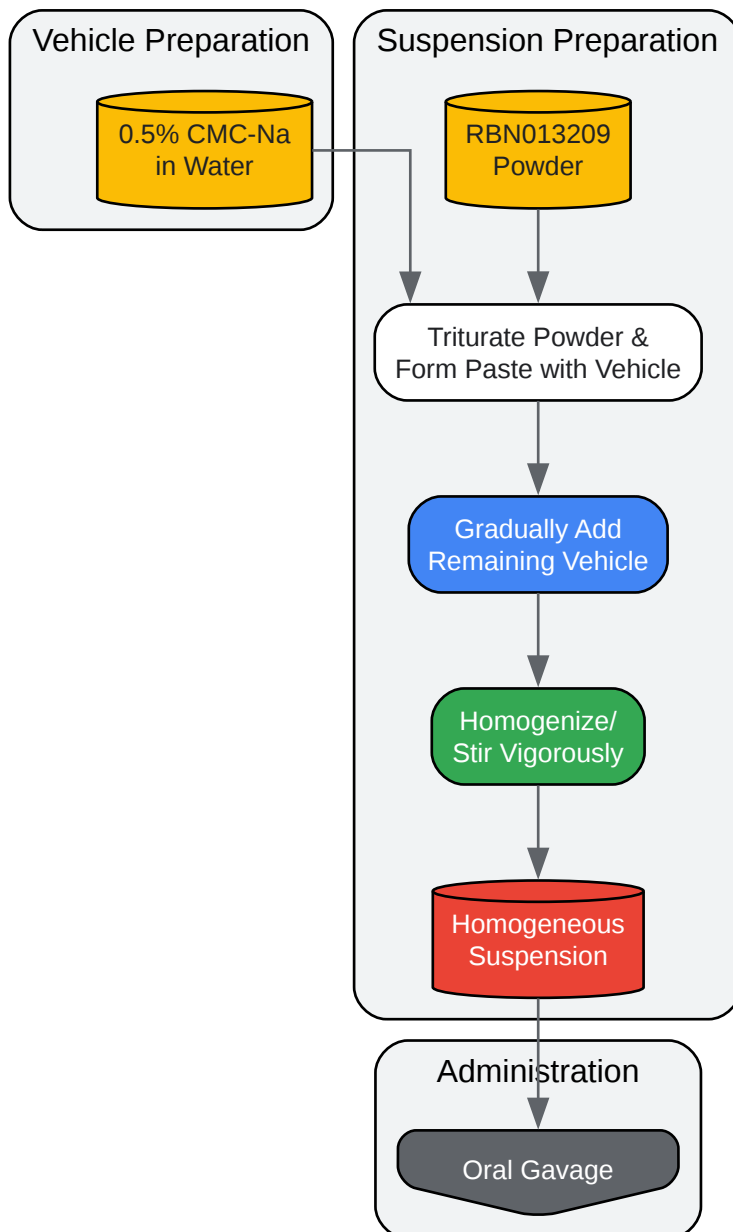 Vehicle Preparation
0.5% CMC-Na
in Water
Suspension Preparation
RBN013209
Powder
Triturate Powder &
Form Paste with Vehicle
Gradually Add
Remaining Vehicle
Homogenize/
Stir Vigorously
Homogeneous
Suspension
Administration
Oral Gavage